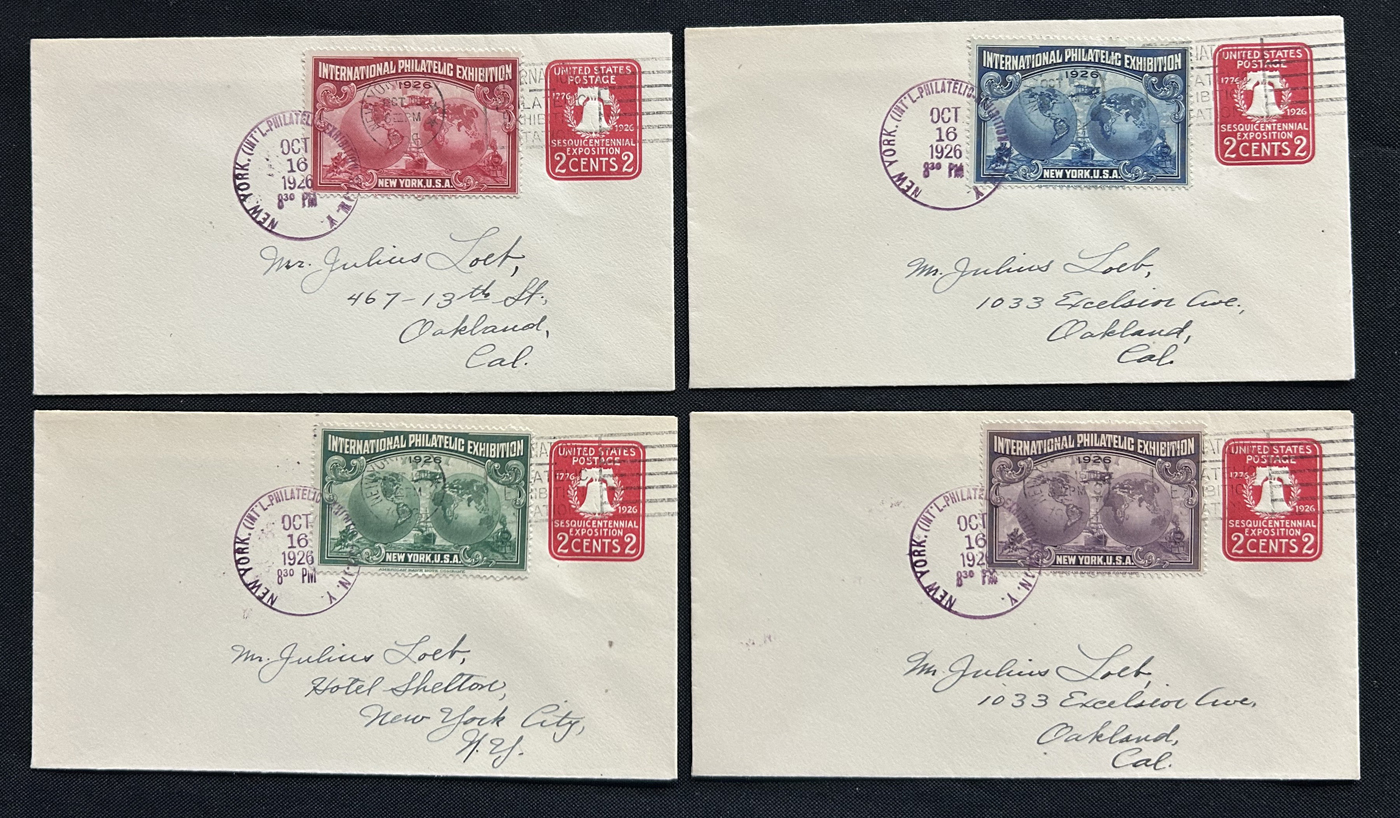 INTERNATIONAL PHILATELIC EXHIBITION
1926
NEW YORK, U.S.A.
UNITED STATES
POSTAGE
1776
1926
SESQUICENTENNIAL
EXPOSITION
2 CENTS 2
NEW YORK, (INT'L. PHILATELIC EXHIBITION STA.) N. Y.
OCT
16
1926
8³⁰ PM
Mr. Julius Loeb,
467-13th St.,
Oakland,
Cal.
INTERNATIONAL PHILATELIC EXHIBITION
1926
NEW YORK, U.S.A.
UNITED STATES
POSTAGE
1776
1926
SESQUICENTENNIAL
EXPOSITION
2 CENTS 2
NEW YORK, (INT'L. PHILATELIC
N. Y.
OCT
16
1926
8³⁰ PM
Mr. Julius Loeb,
1033 Excelsior Ave.,
Oakland,
Cal.
INTERNATIONAL PHILATELIC EXHIBITION
1926
NEW YORK, U.S.A.
UNITED STATES
POSTAGE
1776
1926
SESQUICENTENNIAL
EXPOSITION
2 CENTS 2
NEW YORK, (INT'L. PHILATELIC
N. Y.
OCT
16
1926
8³⁰ PM
Mr. Julius Loeb,
Hotel Shelton,
New York City,
N.Y.
INTERNATIONAL PHILATELIC EXHIBITION
1926
NEW YORK, U.S.A.
UNITED STATES
POSTAGE
1776
1926
SESQUICENTENNIAL
EXPOSITION
2 CENTS 2
NEW YORK, (INT'L. PHILATELIC
N. Y.
OCT
16
192
8³⁰ PM
Mr. Julius Loeb,
1033 Excelsior Ave.
Oakland,
Cal.